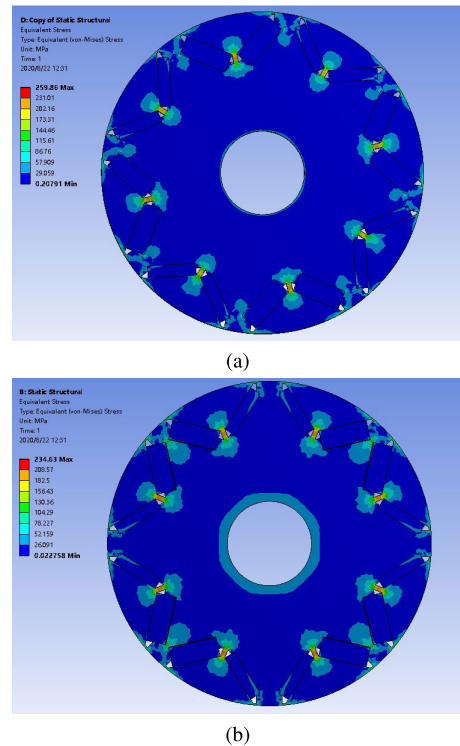 D: Copy of Static Structural
Equivalent Stress
Type: Equivalent (von-Mises) Stress
Unit: MPa
Time: 1
2020/8/22 12:31
259.86 Max
231.01
202.16
173.31
144.46
115.61
86.76
57.909
29.059
0.20791 Min
(a)
B: Static Structural
Equivalent Stress
Type: Equivalent (von-Mises) Stress
Unit: MPa
Time: 1
2020/8/22 12:31
234.63 Max
208.57
182.5
156.43
130.36
104.29
78.227
52.159
26.091
0.022758 Min
(b)